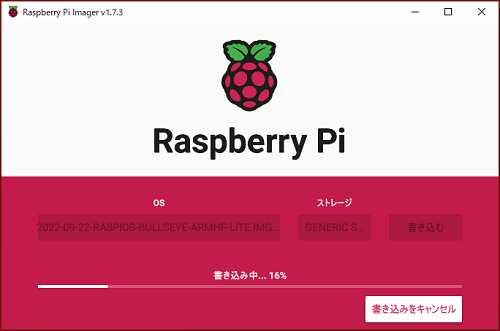 Raspberry Pi Imager v1.7.3
Raspberry Pi
OS
ストレージ
2022-09-22-RASPIOS-BULLSEYE-ARMHF-LITE.IMG...
GENERIC S...
書き込む
書き込み中... 16%
書き込みをキャンセル